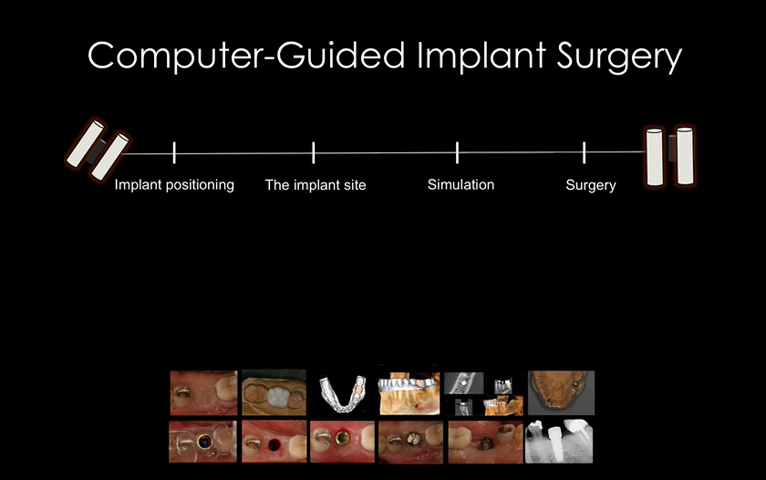 Computer-Guided Implant Surgery
Implant positioning The implant site Simulation Surgery